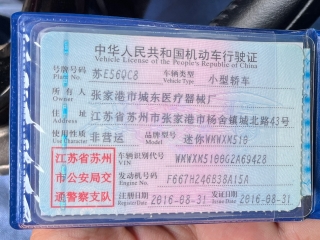 中华人民共和国机动车行驶证
Vehicle License of the People's Republic of China
号牌号码 苏E56QC8 车辆类型 小型轿车
Plate No. Vehicle Type
所有人 张家港市城东医疗器械厂
Owner
住址 江苏省苏州市张家港市杨舍镇城北路43号
Address
使用性质 非营运 品牌型号 迷你WMWXM510
Use Character Model
江苏省苏州市公安局交通警察支队
车辆识别代号 WMWXM5108G2A69428
VIN
发动机号码 F667H246838A15A
Engine No.
注册日期 2016-08-31 发证日期 2016-08-31
Register Date Issue Date